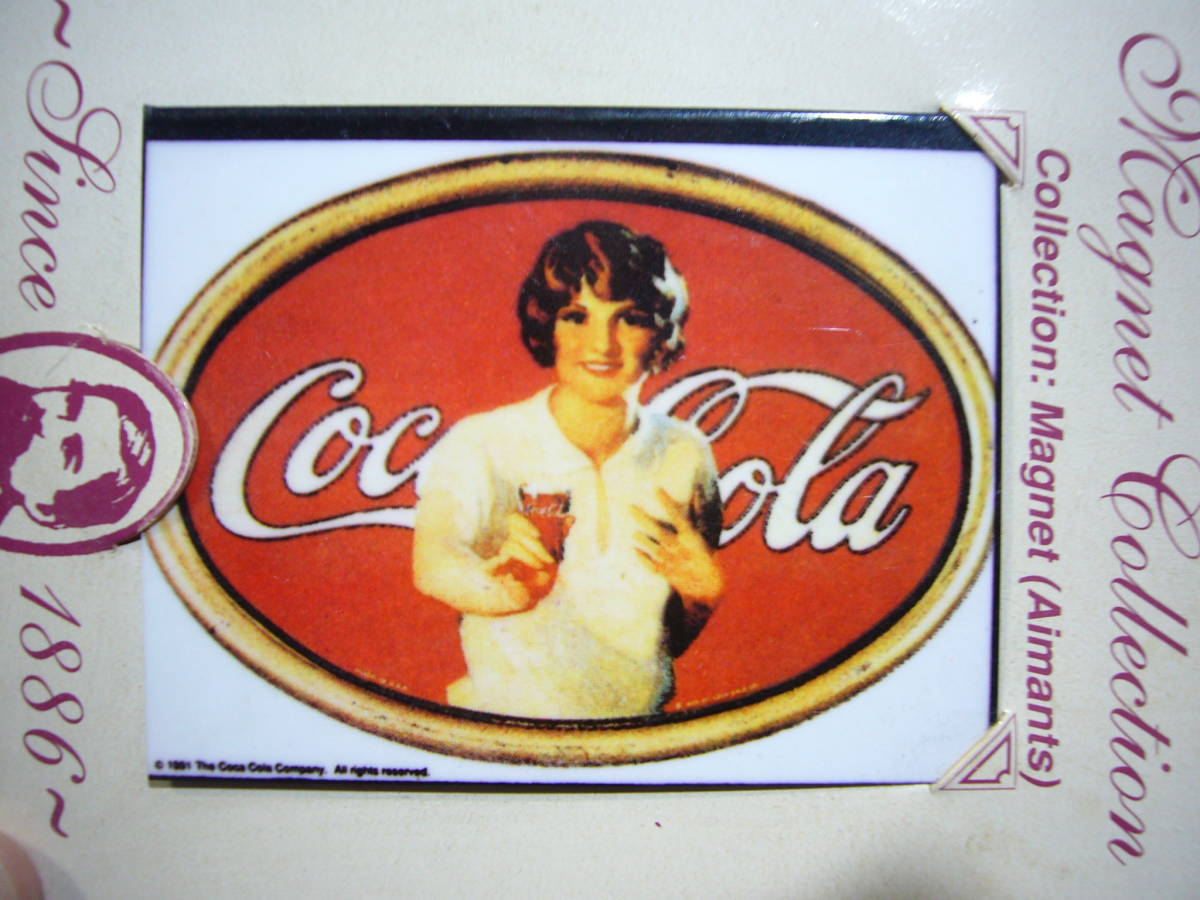 Magnet Collection
Collection: Magnet (Aimants)
Coca Cola
© 1991 The Coca Cola Company. All rights reserved.
~ Since 1886 ~